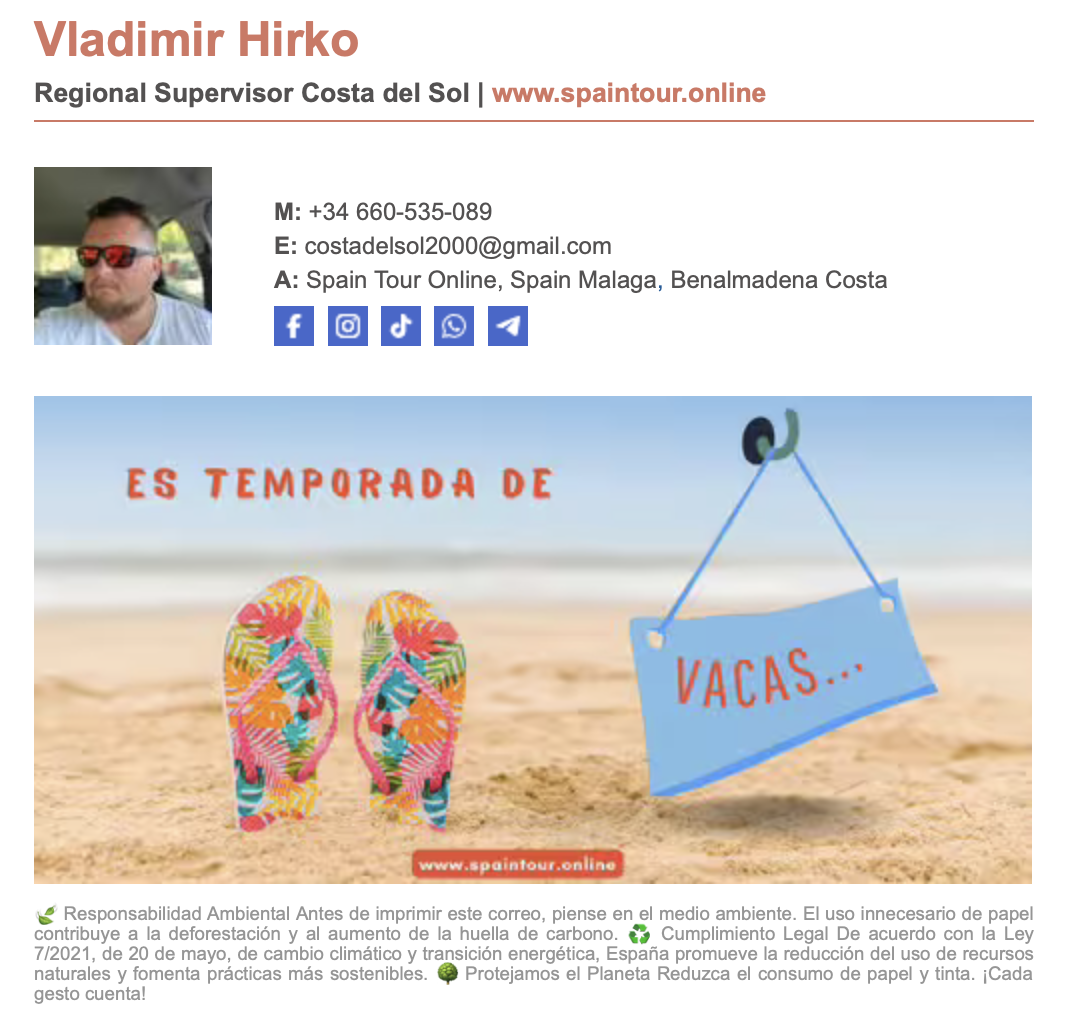 Vladimir Hirko
Regional Supervisor Costa del Sol | www.spaintour.online
M: +34 660-535-089
E: costadelsol2000@gmail.com
A: Spain Tour Online, Spain Malaga, Benalmadena Costa
ES TEMPORADA DE
VACAS...
www.spaintour.online
🌿 Responsabilidad Ambiental Antes de imprimir este correo, piense en el medio ambiente. El uso innecesario de papel
contribuye a la deforestación y al aumento de la huella de carbono. ♻️ Cumplimiento Legal De acuerdo con la Ley
7/2021, de 20 de mayo, de cambio climático y transición energética, España promueve la reducción del uso de recursos
naturales y fomenta prácticas más sostenibles. 🌳 Protejamos el Planeta Reduzca el consumo de papel y tinta. ¡Cada
gesto cuenta!